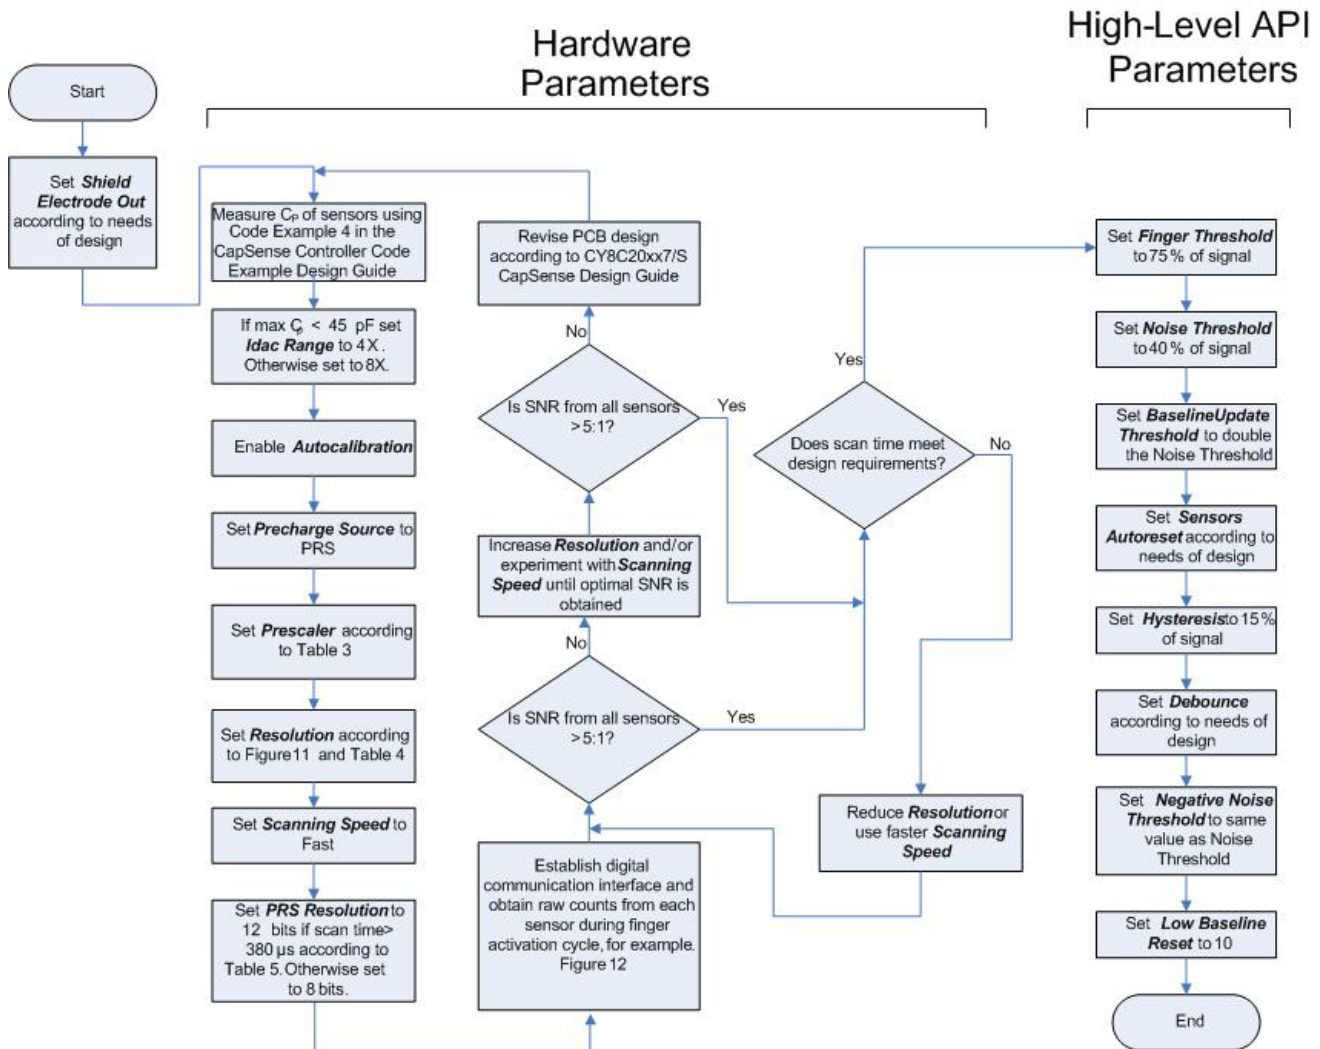 Hardware
Parameters
High-Level API
Parameters
Start
Set Shield
Electrode Out
according to needs
of design
Measure CP of sensors using
Code Example 4 in the
CapSense Controller Code
Example Design Guide
If max CP < 45 pF set
Idac Range to 4X.
Otherwise set to 8X.
Enable Autocalibration
Set Precharge Source to
PRS
Set Prescaler according
to Table 3
Set Resolution according
to Figure 11 and Table 4
Set Scanning Speed to
Fast
Set PRS Resolution to
12 bits if scan time>
380 µs according to
Table 5. Otherwise set
to 8 bits.
Revise PCB design
according to CY8C20xx7/S
CapSense Design Guide
No
Is SNR from all sensors
>5:1?
Yes
Increase Resolution and/or
experiment with Scanning
Speed until optimal SNR is
obtained
No
Is SNR from all sensors
>5:1?
Yes
Establish digital
communication interface and
obtain raw counts from each
sensor during finger
activation cycle, for example.
Figure 12
Yes
Does scan time meet
design requirements?
No
Reduce Resolution or
use faster Scanning
Speed
Set Finger Threshold
to 75% of signal
Set Noise Threshold
to 40% of signal
Set BaselineUpdate
Threshold to double
the Noise Threshold
Set Sensors
Autoreset according to
needs of design
Set Hysteresis to 15%
of signal
Set Debounce
according to needs of
design
Set Negative Noise
Threshold to same
value as Noise
Threshold
Set Low Baseline
Reset to 10
End